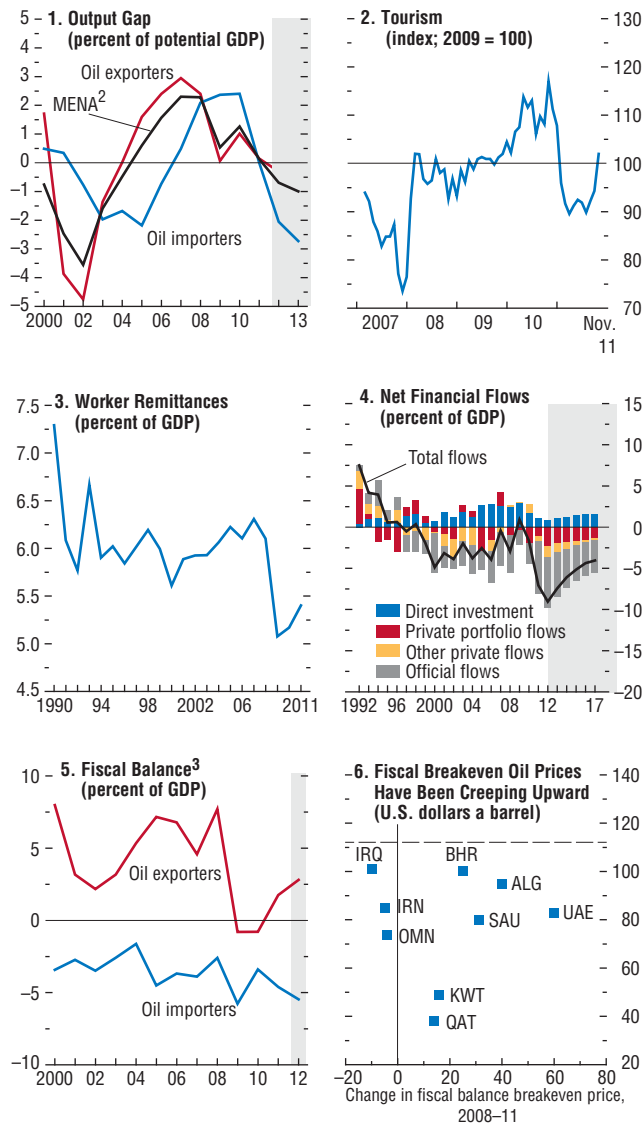 1. Output Gap
(percent of potential GDP)
Oil exporters
MENA2
Oil importers
5
4
3
2
1
0
–1
–2
–3
–4
–5
2000 02 04 06 08 10 13
2. Tourism
(index; 2009 = 100)
130
120
110
100
90
80
70
2007 08 09 10 Nov.
11
3. Worker Remittances
(percent of GDP)
7.5
7.0
6.5
6.0
5.5
5.0
4.5
1990 94 98 2002 06 2011
4. Net Financial Flows
(percent of GDP)
Total flows
Direct investment
Private portfolio flows
Other private flows
Official flows
15
10
5
0
–5
–10
–15
–20
1992 96 2000 04 08 12 17
5. Fiscal Balance3
(percent of GDP)
Oil exporters
Oil importers
10
5
0
–5
–10
2000 02 04 06 08 10 12
6. Fiscal Breakeven Oil Prices
Have Been Creeping Upward
(U.S. dollars a barrel)
IRQ BHR
ALG
IRN SAU UAE
OMN
KWT
QAT
140
120
100
80
60
40
20
–20 0 20 40 60 80
Change in fiscal balance breakeven price,
2008–11